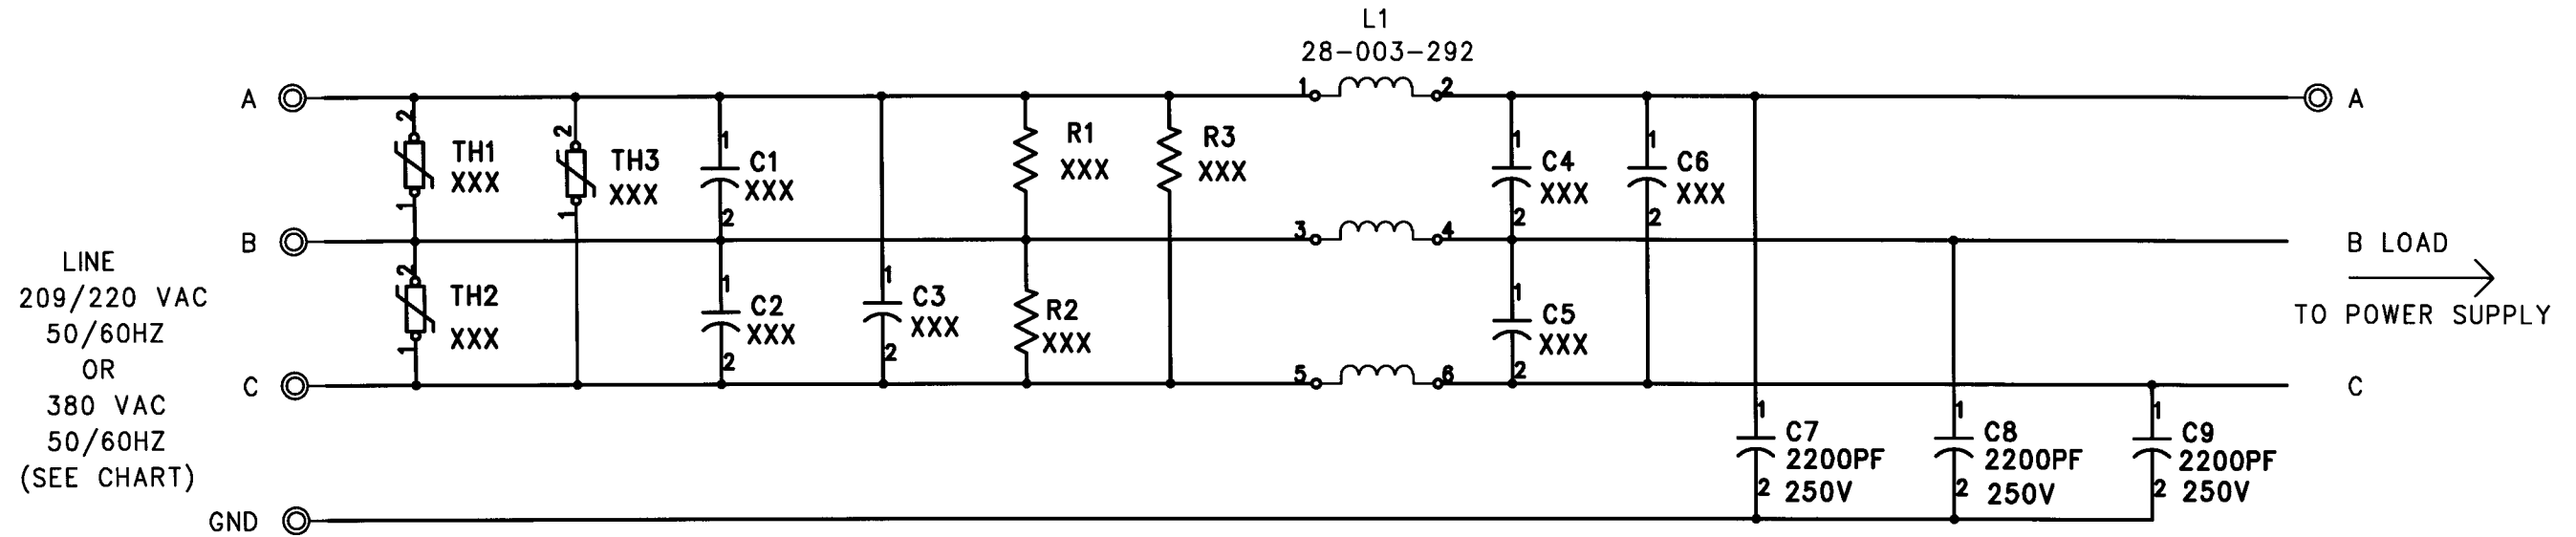 L1
28-003-292
A
1
2
A
2
2
1
1
1
TH1
XXX
TH3
XXX
C1
XXX
R1
XXX
R3
XXX
C4
XXX
C6
XXX
1
1
2
2
2
B
3
4
B LOAD
LINE
209/220 VAC
50/60HZ
OR
380 VAC
50/60HZ
(SEE CHART)
2
1
1
1
TH2
XXX
C2
XXX
C3
XXX
R2
XXX
C5
XXX
TO POWER SUPPLY
1
2
2
2
C
5
6
C
1
1
1
C7
2200PF
250V
C8
2200PF
250V
C9
2200PF
250V
2
2
2
GND